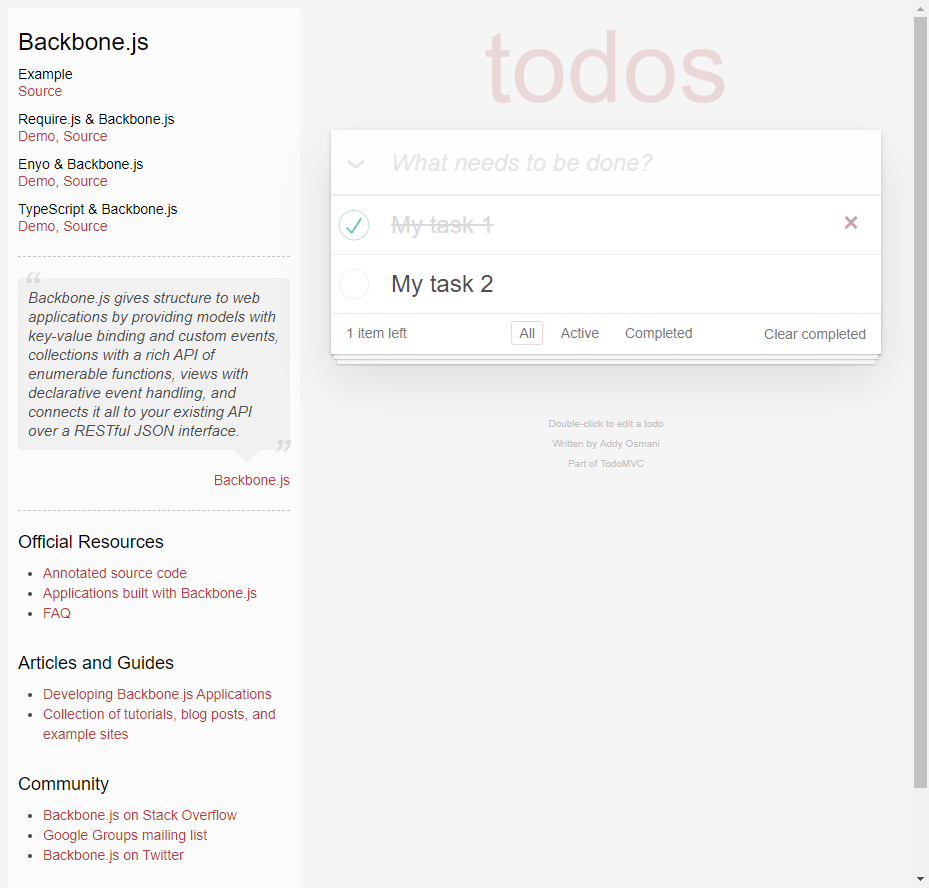 Backbone.js
Example
Source
Require.js & Backbone.js
Demo, Source
Enyo & Backbone.js
Demo, Source
TypeScript & Backbone.js
Demo, Source
“
Backbone.js gives structure to web
applications by providing models with
key-value binding and custom events,
collections with a rich API of
enumerable functions, views with
declarative event handling, and
connects it all to your existing API
over a RESTful JSON interface.
”
Backbone.js
Official Resources
• Annotated source code
• Applications built with Backbone.js
• FAQ
Articles and Guides
• Developing Backbone.js Applications
• Collection of tutorials, blog posts, and
example sites
Community
• Backbone.js on Stack Overflow
• Google Groups mailing list
• Backbone.js on Twitter
todos
What needs to be done?
My task 1 ×
My task 2
1 item left All Active Completed Clear completed
Double-click to edit a todo
Written by Addy Osmani
Part of TodoMVC